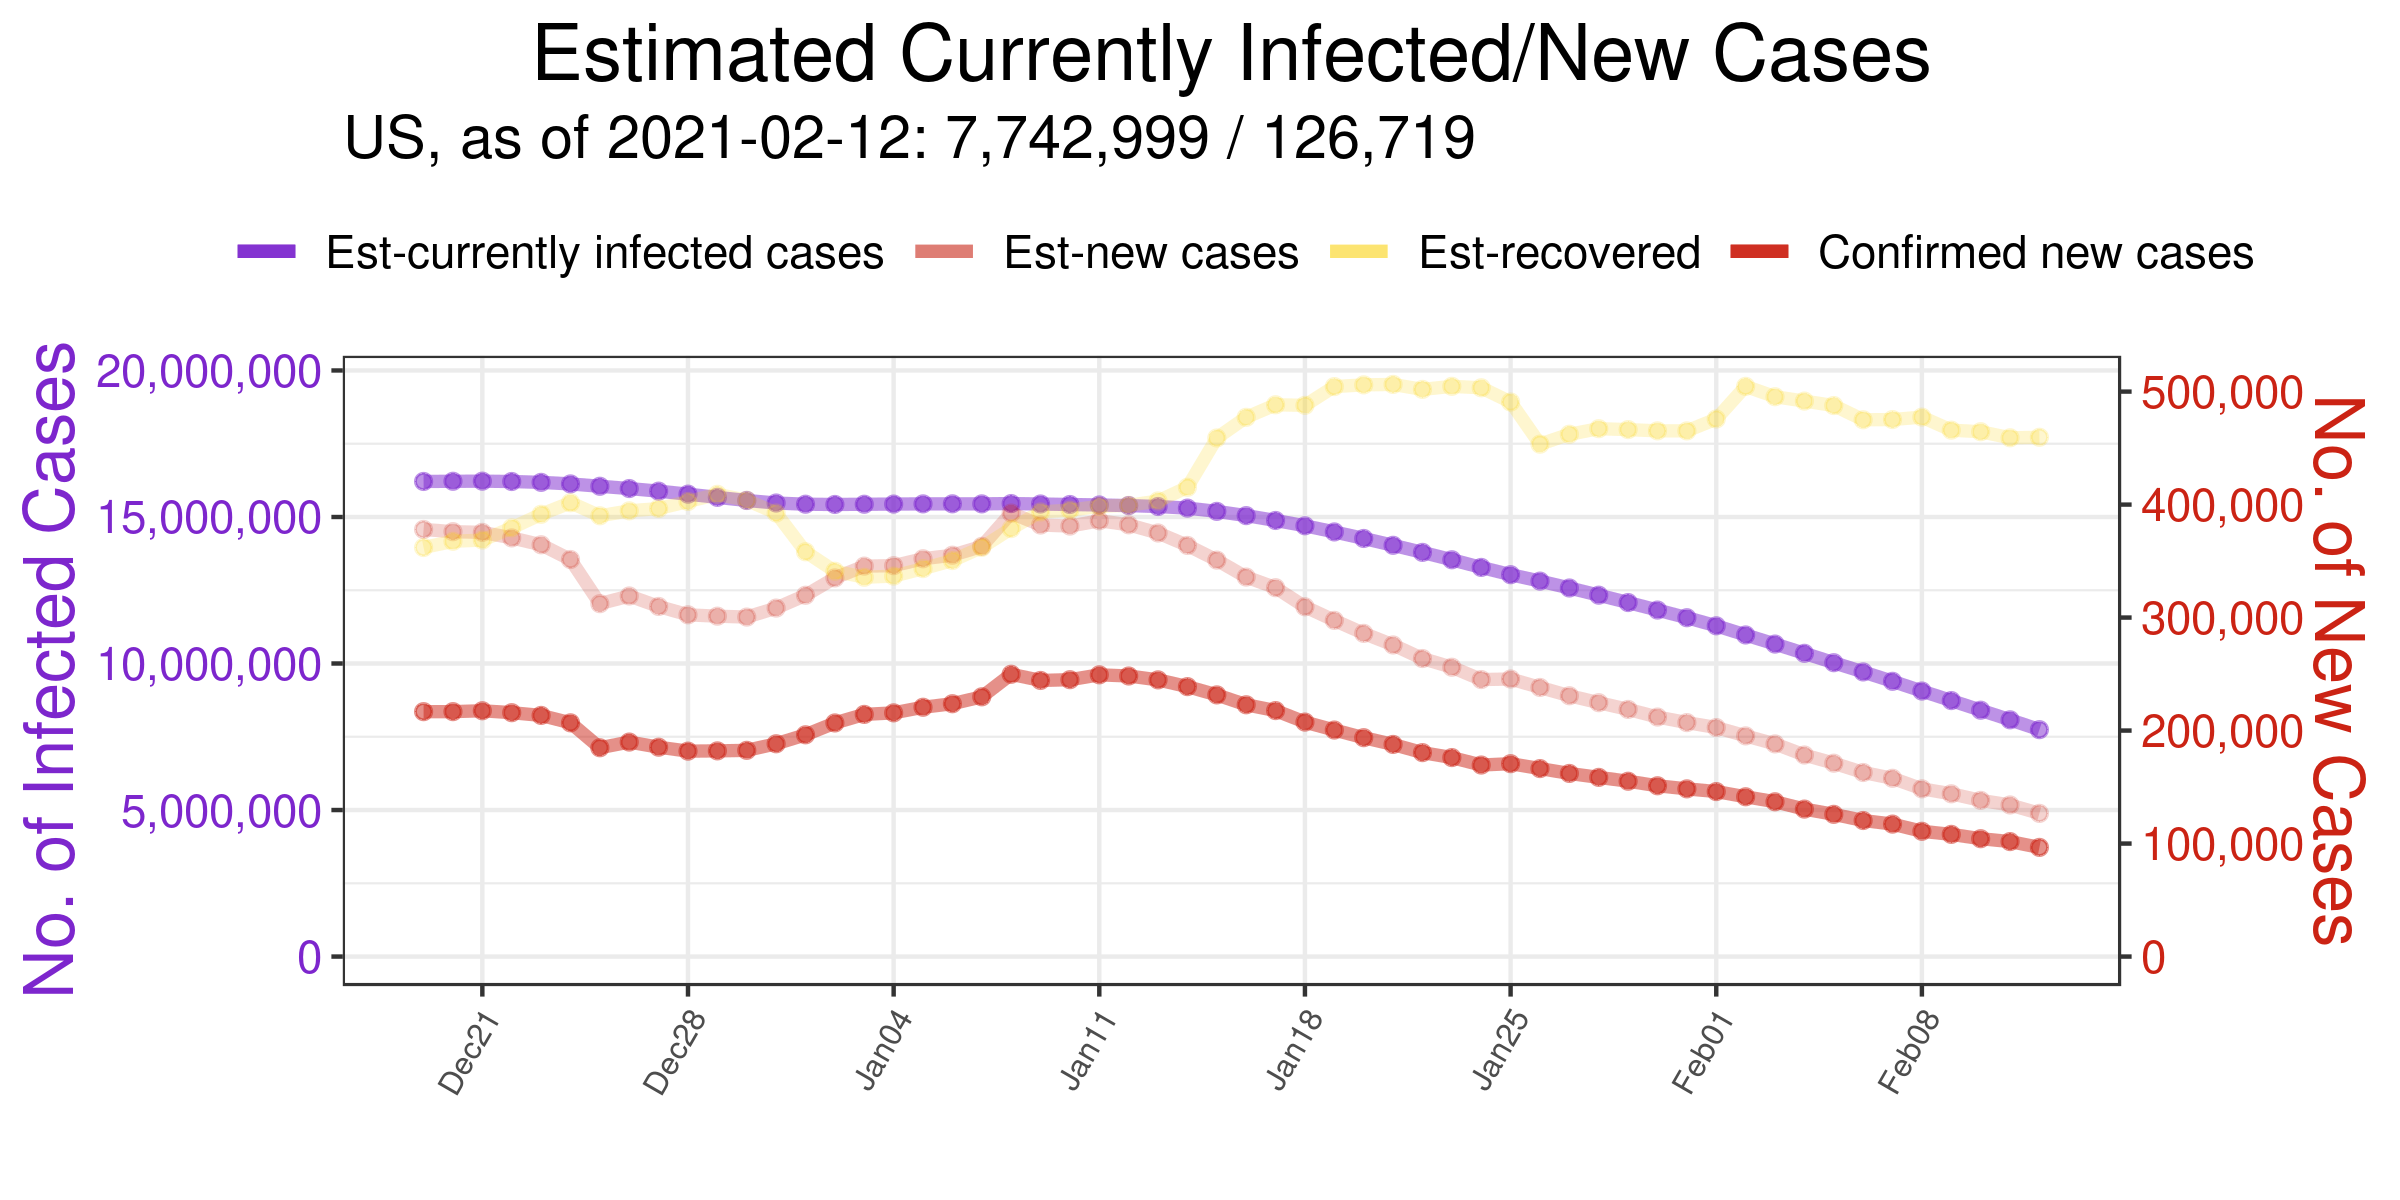 Estimated Currently Infected/New Cases
US, as of 2021-02-12: 7,742,999 / 126,719
Est-currently infected cases Est-new cases Est-recovered Confirmed new cases
No. of Infected Cases
20,000,000
15,000,000
10,000,000
5,000,000
0
500,000
400,000
300,000
200,000
100,000
0
No. of New Cases
Dec21 Dec28 Jan04 Jan11 Jan18 Jan25 Feb01 Feb08